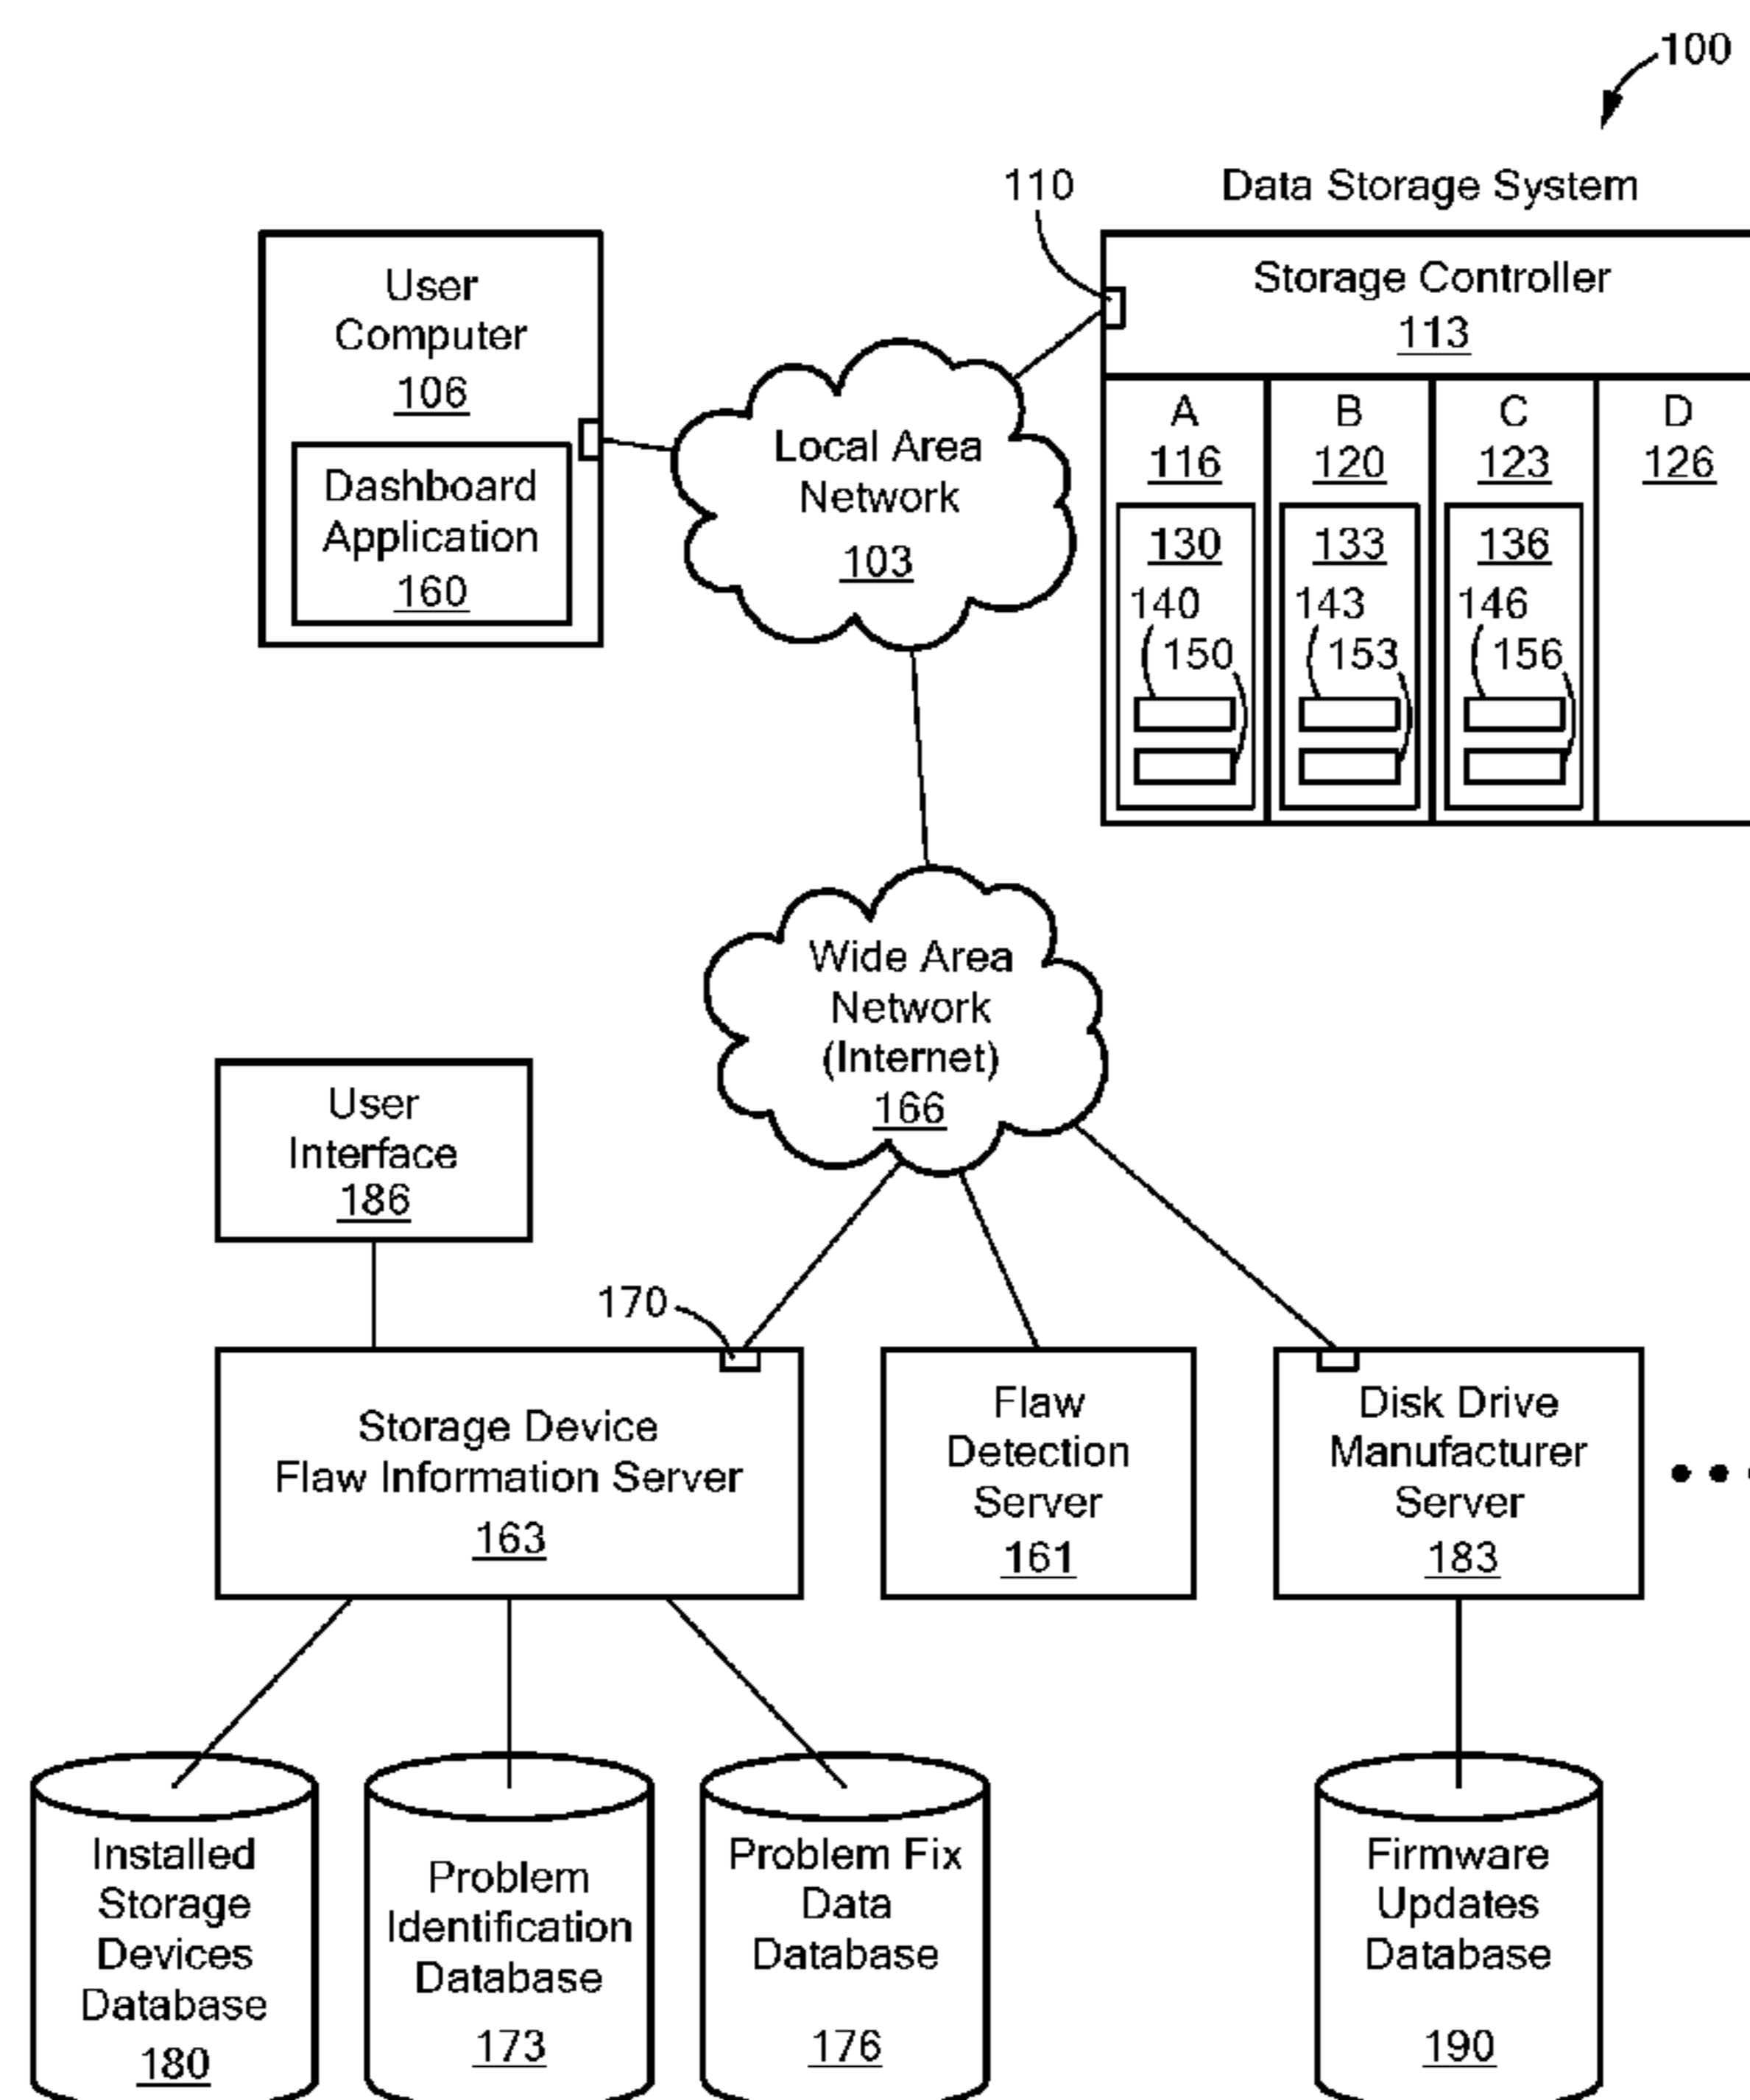 100
110
Data Storage System
User
Computer
106
Dashboard
Application
160
Storage Controller
113
A
116
B
120
C
123
D
126
130
133
136
140
143
146
150
153
156
Local Area
Network
103
Wide Area
Network
(Internet)
166
User
Interface
186
170
Storage Device
Flaw Information Server
163
Flaw
Detection
Server
161
Disk Drive
Manufacturer
Server
183
Installed
Storage
Devices
Database
180
Problem
Identification
Database
173
Problem Fix
Data
Database
176
Firmware
Updates
Database
190